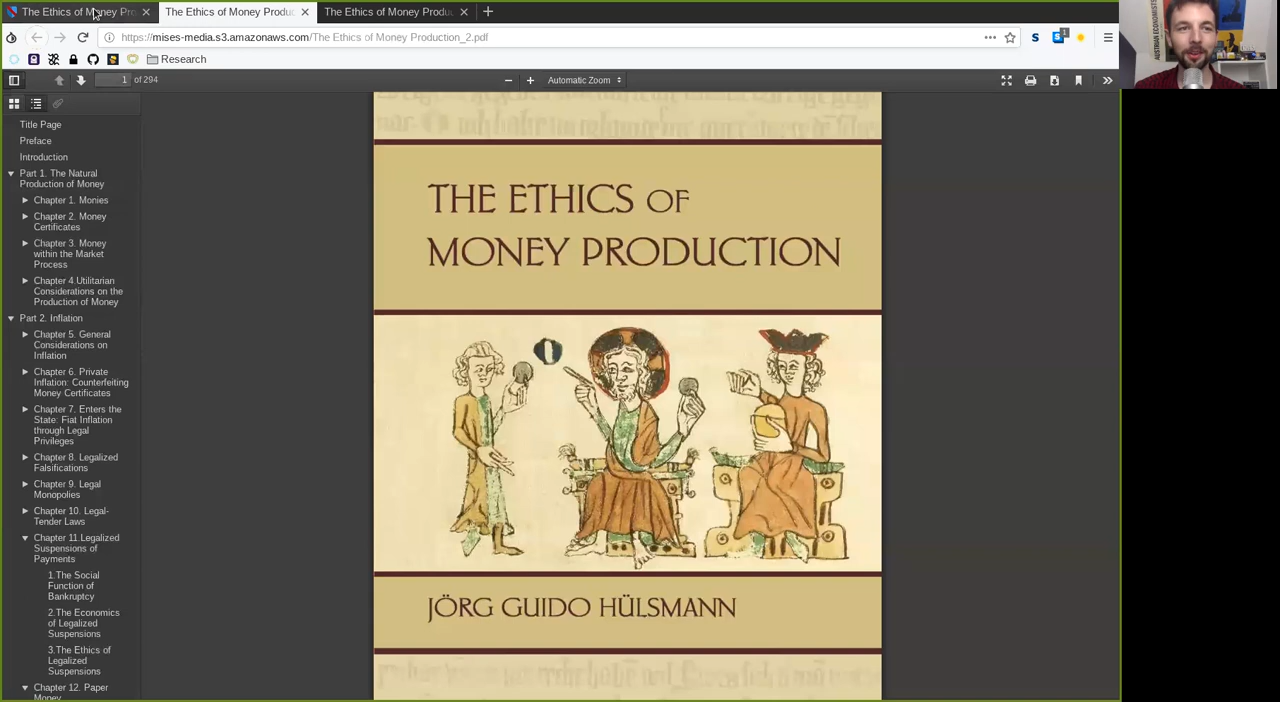 The Ethics of Money Pro
The Ethics of Money Produc
The Ethics of Money Produ
https://mises-media.s3.amazonaws.com/The Ethics of Money Production_2.pdf
Research
1 of 294
Automatic Zoom
Title Page
Preface
Introduction
Part 1. The Natural
Production of Money
Chapter 1. Monies
Chapter 2. Money
Certificates
Chapter 3. Money
within the Market
Process
Chapter 4.Utilitarian
Considerations on the
Production of Money
Part 2. Inflation
Chapter 5. General
Considerations on
Inflation
Chapter 6. Private
Inflation: Counterfeiting
Money Certificates
Chapter 7. Enters the
State: Fiat Inflation
through Legal
Privileges
Chapter 8. Legalized
Falsifications
Chapter 9. Legal
Monopolies
Chapter 10. Legal-
Tender Laws
Chapter 11.Legalized
Suspensions of
Payments
1.The Social
Function of
Bankruptcy
2.The Economics
of Legalized
Suspensions
3.The Ethics of
Legalized
Suspensions
Chapter 12. Paper
Money
THE ETHICS OF
MONEY PRODUCTION
JÖRG GUIDO HÜLSMANN
AUSTRIAN ECONOMISTS